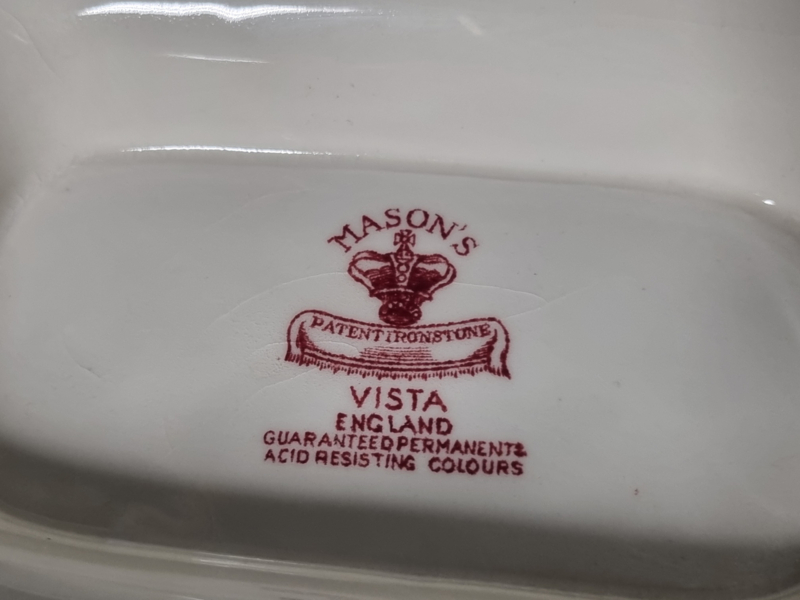 MASON'S
PATENT IRONSTONE
VISTA
ENGLAND
GUARANTEED PERMANENT &
ACID RESISTING COLOURS